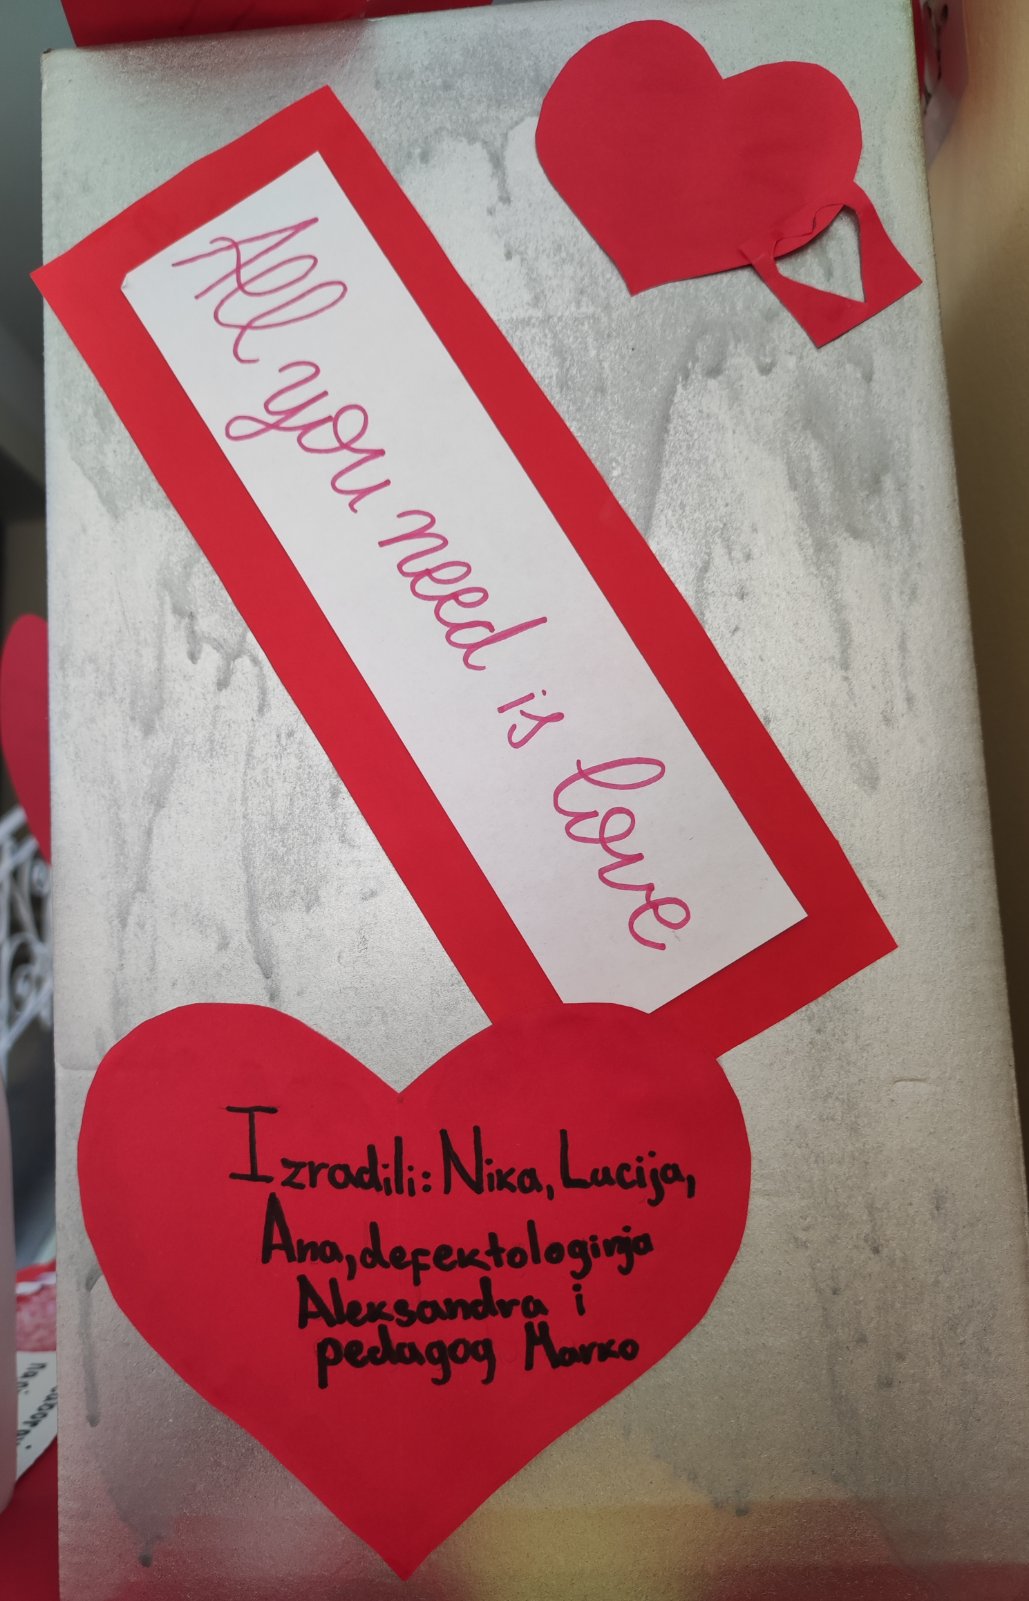 All you need is love
Izradili: Nika, Lucija,
Ana, defektologinja
Aleksandra i
pedagog Marko